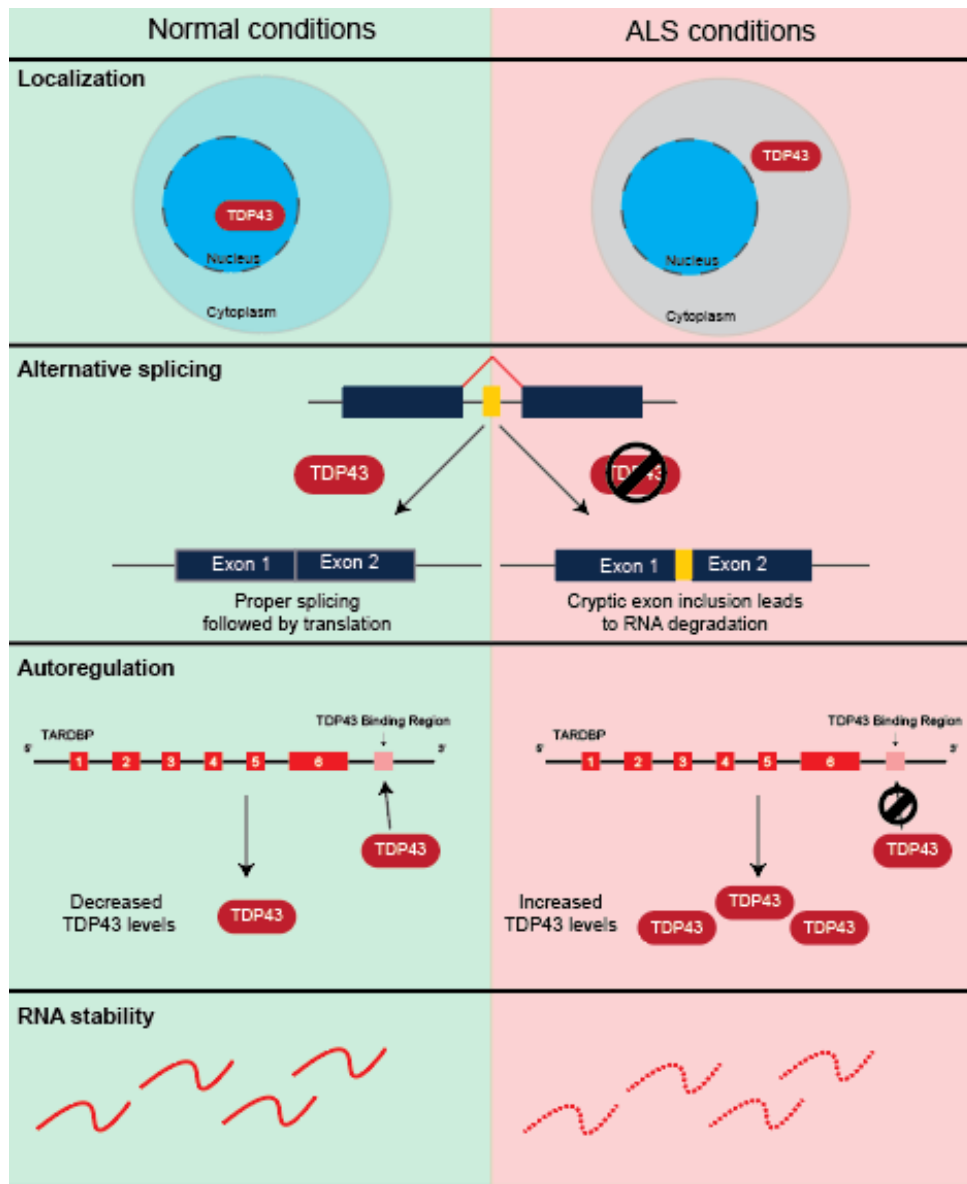 Normal conditions
ALS conditions
Localization
TDP43
Nucleus
Cytoplasm
TDP43
Nucleus
Cytoplasm
Alternative splicing
TDP43
TDP43
Exon 1 Exon 2
Exon 1 Exon 2
Proper splicing
followed by translation
Cryptic exon inclusion leads
to RNA degradation
Autoregulation
TDP43 Binding Region
TARDBP
5' 3'
1 2 3 4 5 6
TDP43
Decreased
TDP43 levels
TDP43
TDP43 Binding Region
TARDBP
5' 3'
1 2 3 4 5 6
TDP43
Increased
TDP43 levels
TDP43
TDP43
TDP43
RNA stability